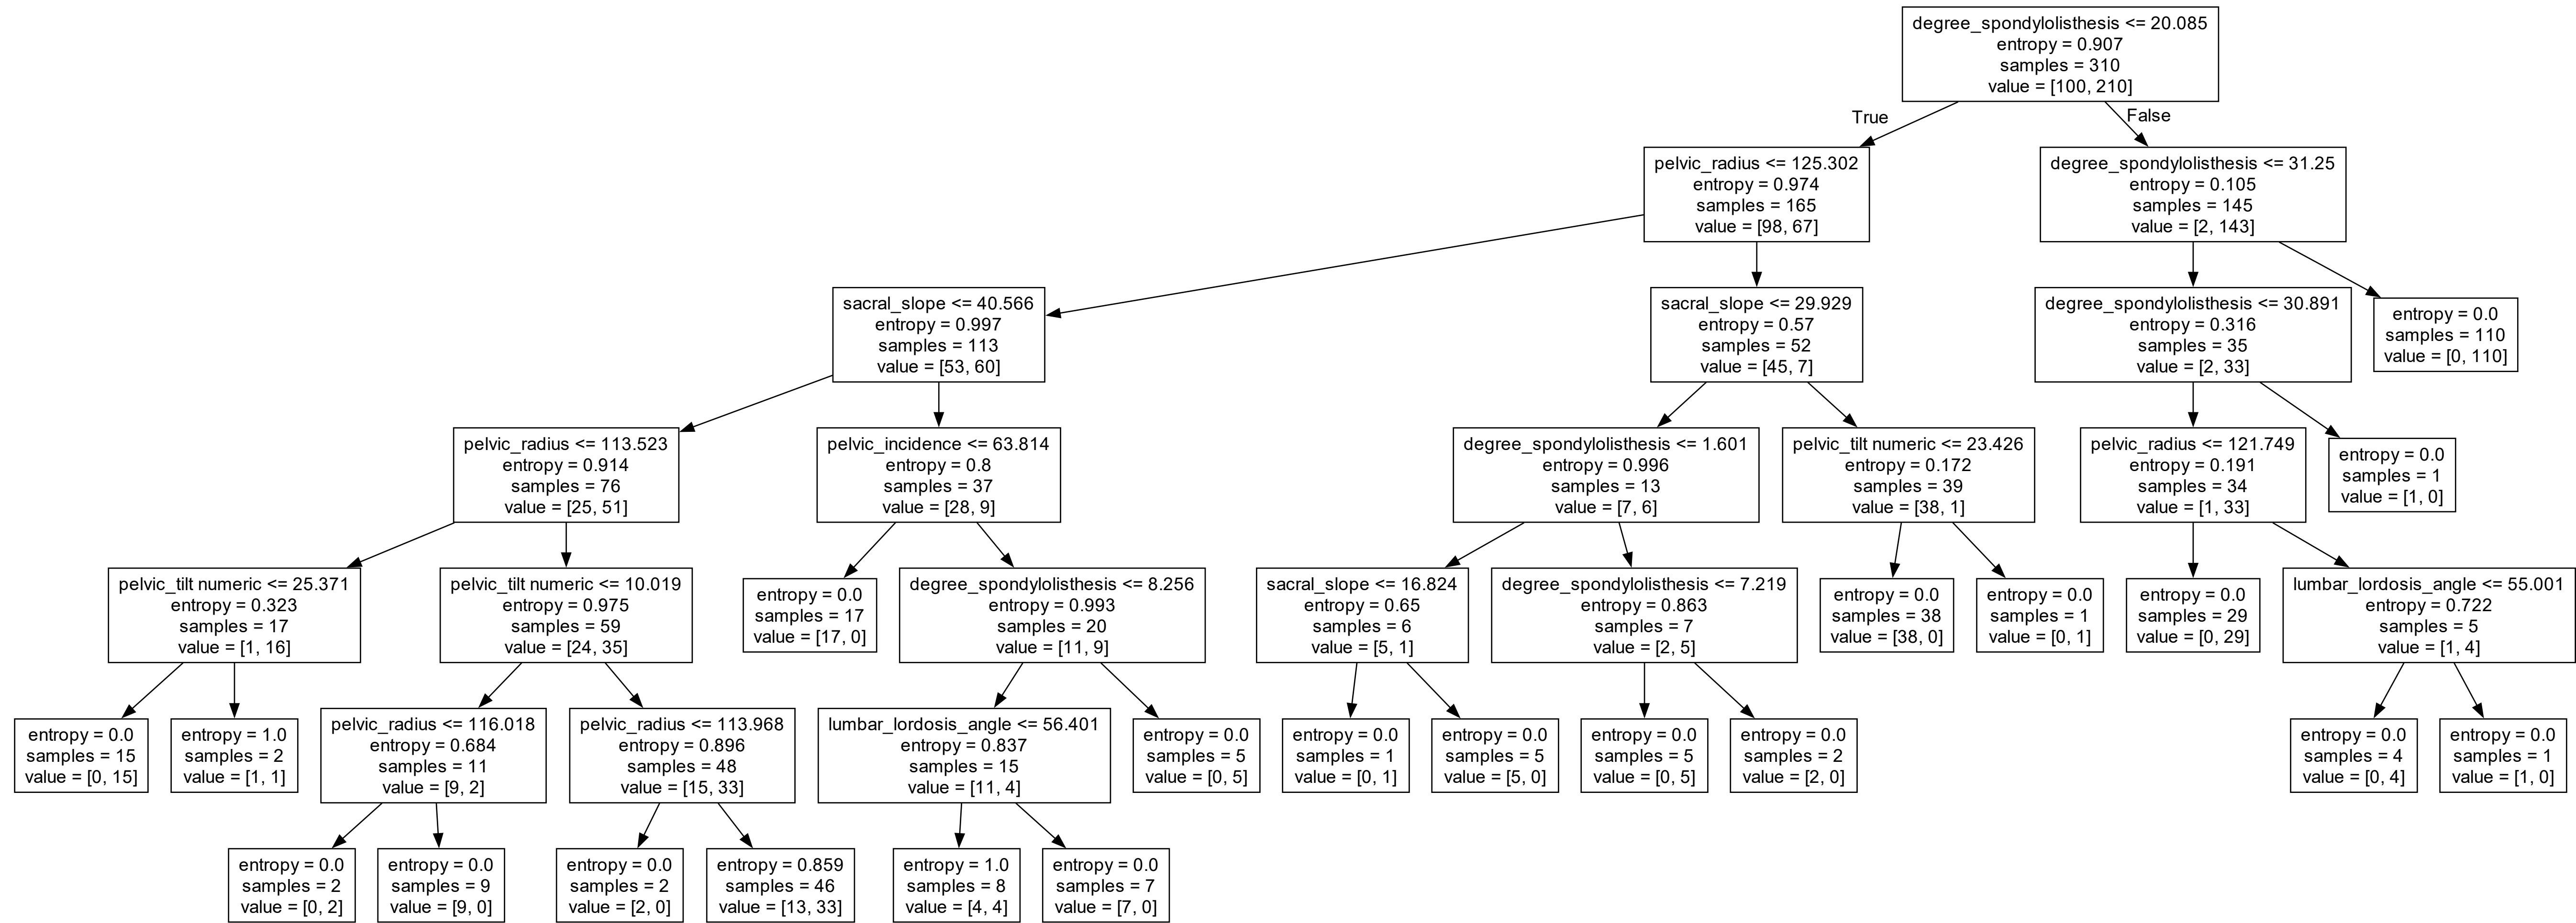 degree_spondylolisthesis <= 20.085
entropy = 0.907
samples = 310
value = [100, 210]
True
False
pelvic_radius <= 125.302
entropy = 0.974
samples = 165
value = [98, 67]
degree_spondylolisthesis <= 31.25
entropy = 0.105
samples = 145
value = [2, 143]
sacral_slope <= 40.566
entropy = 0.997
samples = 113
value = [53, 60]
sacral_slope <= 29.929
entropy = 0.57
samples = 52
value = [45, 7]
degree_spondylolisthesis <= 30.891
entropy = 0.316
samples = 35
value = [2, 33]
entropy = 0.0
samples = 110
value = [0, 110]
pelvic_radius <= 113.523
entropy = 0.914
samples = 76
value = [25, 51]
pelvic_incidence <= 63.814
entropy = 0.8
samples = 37
value = [28, 9]
degree_spondylolisthesis <= 1.601
entropy = 0.996
samples = 13
value = [7, 6]
pelvic_tilt numeric <= 23.426
entropy = 0.172
samples = 39
value = [38, 1]
pelvic_radius <= 121.749
entropy = 0.191
samples = 34
value = [1, 33]
entropy = 0.0
samples = 1
value = [1, 0]
pelvic_tilt numeric <= 25.371
entropy = 0.323
samples = 17
value = [1, 16]
pelvic_tilt numeric <= 10.019
entropy = 0.975
samples = 59
value = [24, 35]
entropy = 0.0
samples = 17
value = [17, 0]
degree_spondylolisthesis <= 8.256
entropy = 0.993
samples = 20
value = [11, 9]
sacral_slope <= 16.824
entropy = 0.65
samples = 6
value = [5, 1]
degree_spondylolisthesis <= 7.219
entropy = 0.863
samples = 7
value = [2, 5]
entropy = 0.0
samples = 38
value = [38, 0]
entropy = 0.0
samples = 1
value = [0, 1]
entropy = 0.0
samples = 29
value = [0, 29]
lumbar_lordosis_angle <= 55.001
entropy = 0.722
samples = 5
value = [1, 4]
entropy = 0.0
samples = 15
value = [0, 15]
entropy = 1.0
samples = 2
value = [1, 1]
pelvic_radius <= 116.018
entropy = 0.684
samples = 11
value = [9, 2]
pelvic_radius <= 113.968
entropy = 0.896
samples = 48
value = [15, 33]
lumbar_lordosis_angle <= 56.401
entropy = 0.837
samples = 15
value = [11, 4]
entropy = 0.0
samples = 5
value = [0, 5]
entropy = 0.0
samples = 1
value = [0, 1]
entropy = 0.0
samples = 5
value = [5, 0]
entropy = 0.0
samples = 5
value = [0, 5]
entropy = 0.0
samples = 2
value = [2, 0]
entropy = 0.0
samples = 4
value = [0, 4]
entropy = 0.0
samples = 1
value = [1, 0]
entropy = 0.0
samples = 2
value = [0, 2]
entropy = 0.0
samples = 9
value = [9, 0]
entropy = 0.0
samples = 2
value = [2, 0]
entropy = 0.859
samples = 46
value = [13, 33]
entropy = 1.0
samples = 8
value = [4, 4]
entropy = 0.0
samples = 7
value = [7, 0]